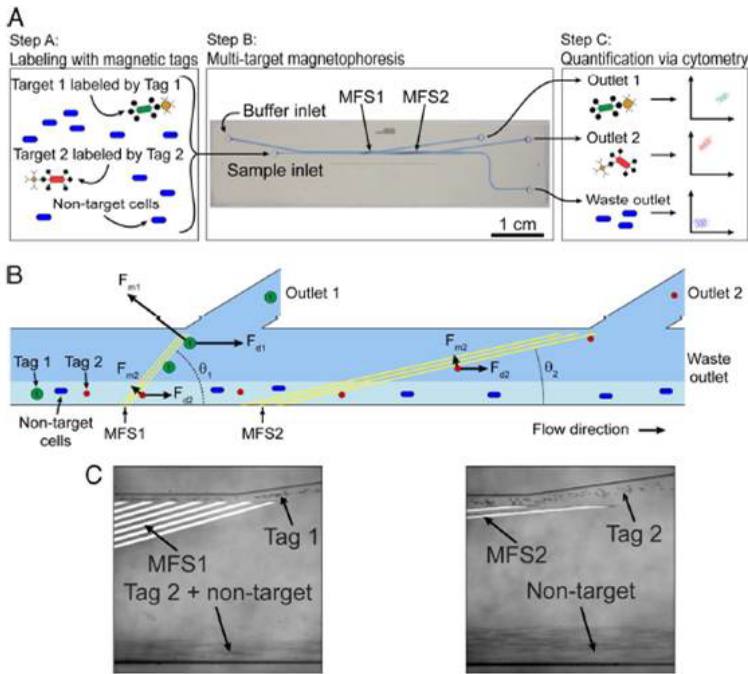 A
Step A:
Labeling with magnetic tags
Target 1 labeled by Tag 1
Target 2 labeled by Tag 2
Non-target cells
Step B:
Multi-target magnetophoresis
MFS1 MFS2
Buffer inlet
Sample inlet
1 cm
Step C:
Quantification via cytometry
Outlet 1
Outlet 2
Waste outlet
B
Fm1
Outlet 1
Outlet 2
Fd1
Tag 1 Tag 2
Fm2
θ1
Fd2
Fm2
Fd2
θ2
Waste
outlet
Non-target
cells
MFS1
MFS2
Flow direction
C
Tag 1
MFS1
Tag 2 + non-target
Tag 2
MFS2
Non-target